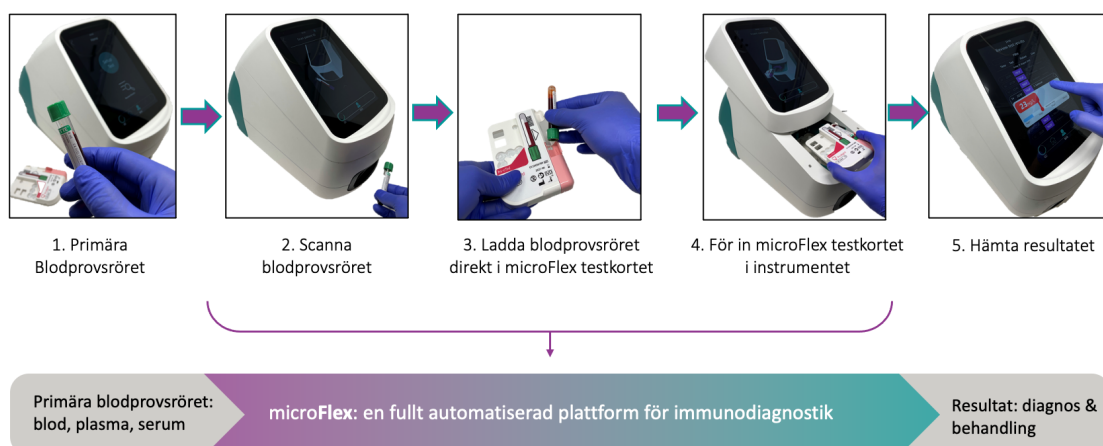 1. Primära
Blodprovsröret
2. Scanna
blodprovsröret
3. Ladda blodprovsröret
direkt i microFlex testkortet
4. För in microFlex testkortet
i instrumentet
5. Hämta resultatet
Primära blodprovsröret:
blod, plasma, serum
microFlex: en fullt automatiserad plattform för immunodiagnostik
Resultat: diagnos &
behandling